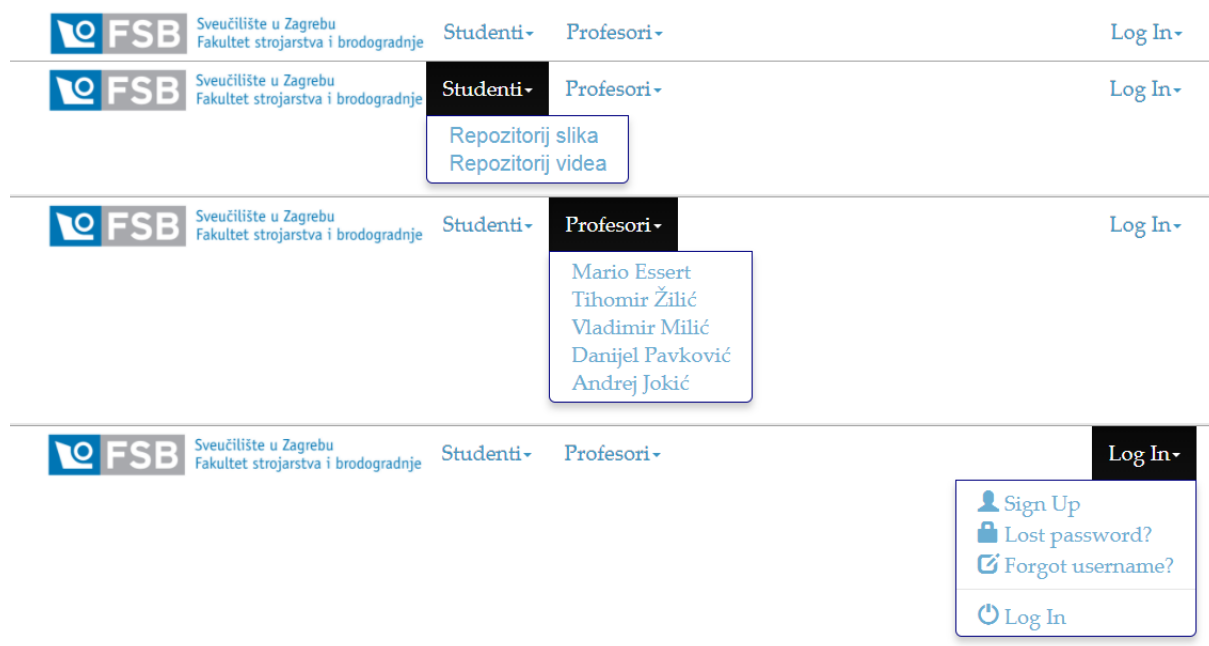 FSB Sveučilište u Zagrebu
Fakultet strojarstva i brodogradnje
Studenti Profesori Log In
FSB Sveučilište u Zagrebu
Fakultet strojarstva i brodogradnje
Studenti Profesori Log In
Repozitorij slika
Repozitorij videa
FSB Sveučilište u Zagrebu
Fakultet strojarstva i brodogradnje
Studenti Profesori Log In
Mario Essert
Tihomir Žilić
Vladimir Milić
Danijel Pavković
Andrej Jokić
FSB Sveučilište u Zagrebu
Fakultet strojarstva i brodogradnje
Studenti Profesori Log In
Sign Up
Lost password?
Forgot username?
Log In